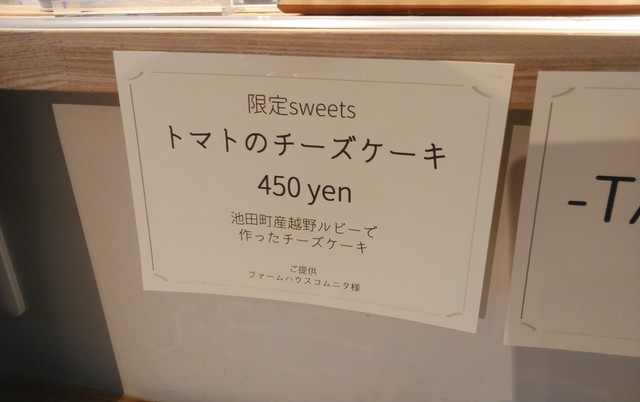 限定sweets
トマトのチーズケーキ
450 yen
池田町産越野ルビーで
作ったチーズケーキ
ご提供
ファームハウスコムニタ様
-T